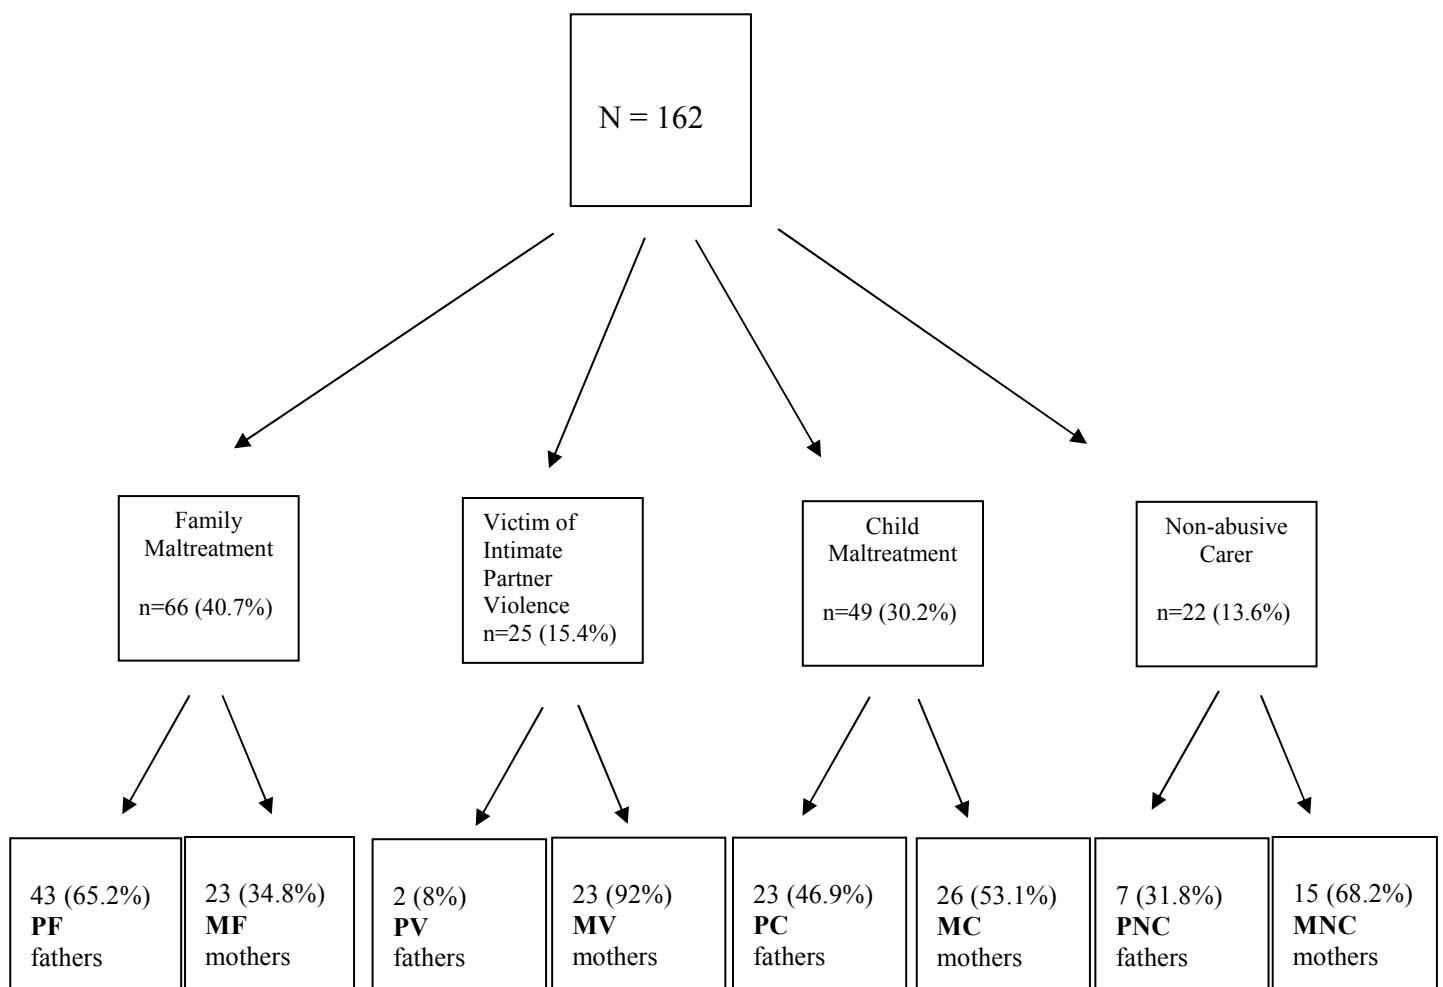 N = 162
Family
Maltreatment
n=66 (40.7%)
Victim of
Intimate
Partner
Violence
n=25 (15.4%)
Child
Maltreatment
n=49 (30.2%)
Non-abusive
Carer
n=22 (13.6%)
43 (65.2%)
PF
fathers
23 (34.8%)
MF
mothers
2 (8%)
PV
fathers
23 (92%)
MV
mothers
23 (46.9%)
PC
fathers
26 (53.1%)
MC
mothers
7 (31.8%)
PNC
fathers
15 (68.2%)
MNC
mothers